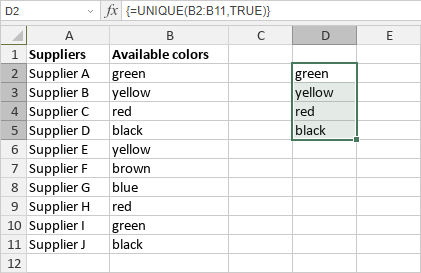 D2 fx {=UNIQUE(B2:B11,TRUE)}
A B C D E
1 Suppliers Available colors
2 Supplier A green green
3 Supplier B yellow yellow
4 Supplier C red red
5 Supplier D black black
6 Supplier E yellow
7 Supplier F brown
8 Supplier G blue
9 Supplier H red
10 Supplier I green
11 Supplier J black
12